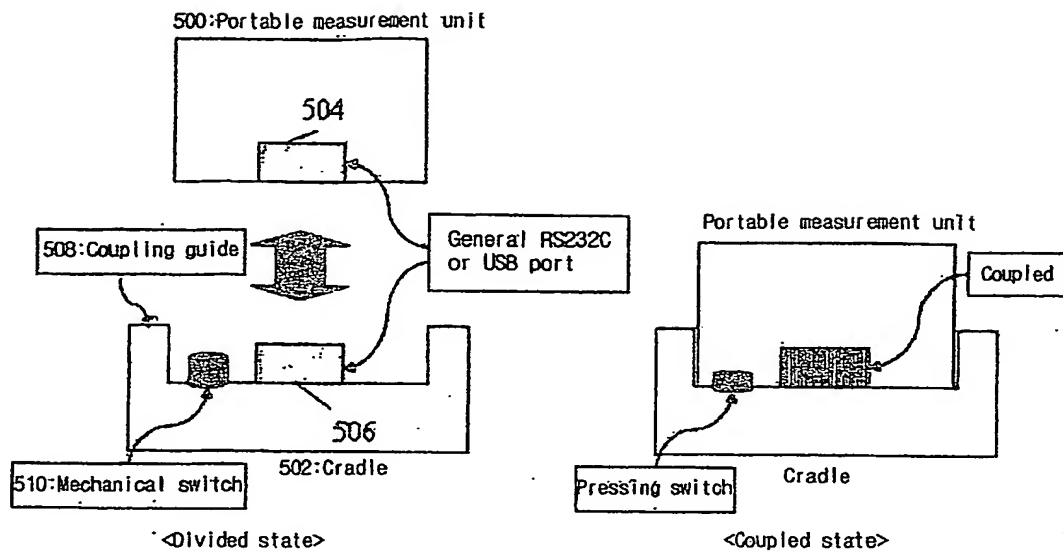 500:Portable measurement unit
504
508:Coupling guide
General RS232C
or USB port
506
502:Cradle
510:Mechanical switch
<Divided state>
Portable measurement unit
Coupled
Pressing switch
Cradle
<Coupled state>